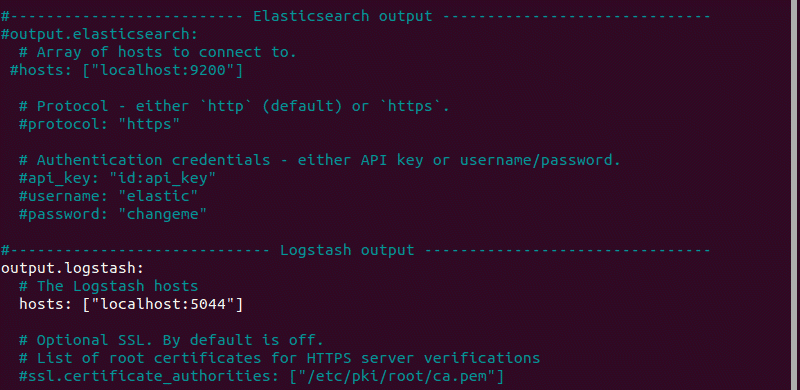 #-------------------------- Elasticsearch output ------------------------------
#output.elasticsearch:
  # Array of hosts to connect to.
 #hosts: ["localhost:9200"]

  # Protocol - either `http` (default) or `https`.
  #protocol: "https"

  # Authentication credentials - either API key or username/password.
  #api_key: "id:api_key"
  #username: "elastic"
  #password: "changeme"

#----------------------------- Logstash output --------------------------------
output.logstash:
  # The Logstash hosts
  hosts: ["localhost:5044"]

  # Optional SSL. By default is off.
  # List of root certificates for HTTPS server verifications
  #ssl.certificate_authorities: ["/etc/pki/root/ca.pem"]